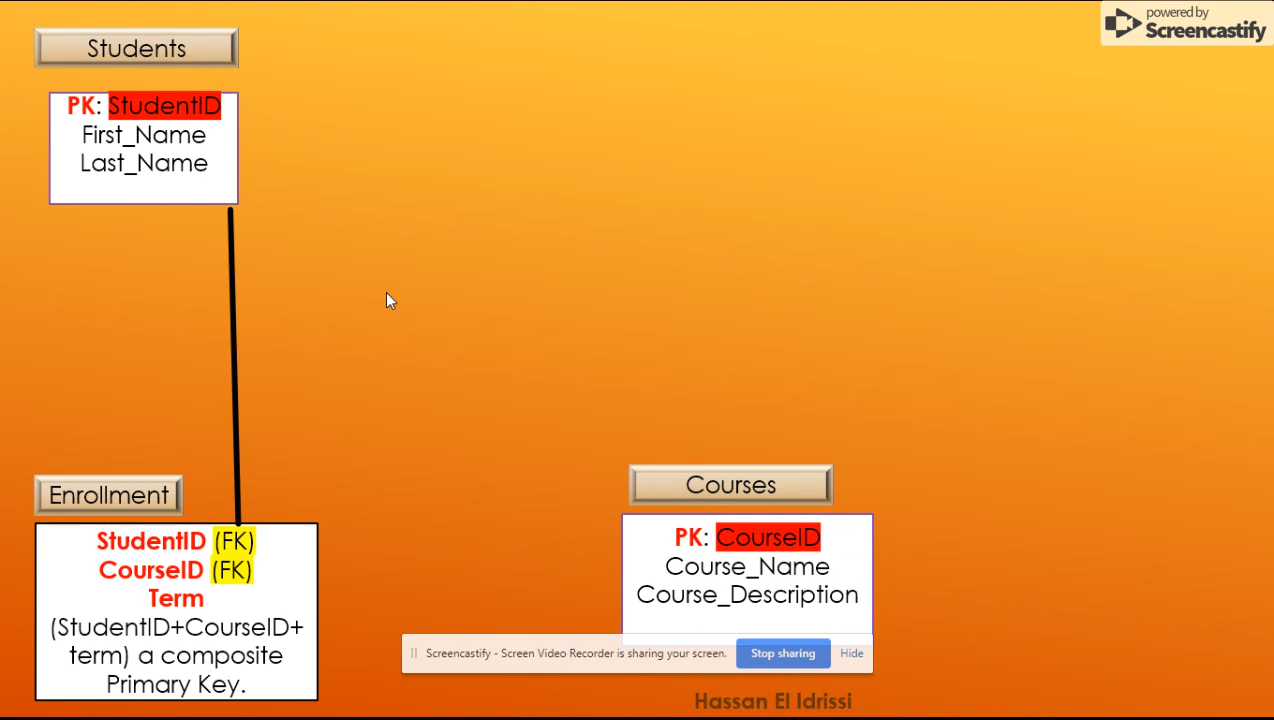 powered by
Screencastify
Students
PK: StudentID
First_Name
Last_Name
Enrollment
StudentID (FK)
CourseID (FK)
Term
(StudentID+CourseID+
term) a composite
Primary Key.
Courses
PK: CourseID
Course_Name
Course_Description
Screencastify - Screen Video Recorder is sharing your screen.
Stop sharing
Hide
Hassan El Idrissi